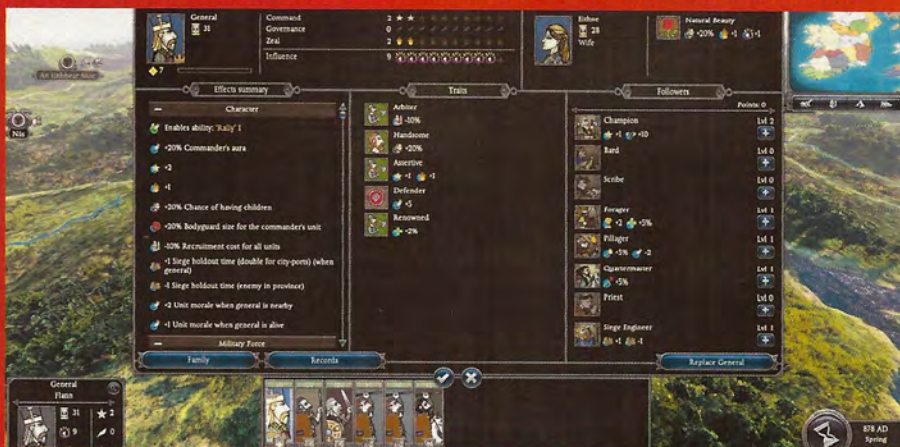 General
31
7
Command 2
Governance 0
Zeal 2
Influence 9
Eithne
28
Wife
Natural Beauty
+20% +1 +1
Effects summary
Character
Enables ability: 'Rally' I
+20% Commander's aura
+2
+1
+20% Chance of having children
+20% Bodyguard size for the commander's unit
-10% Recruitment cost for all units
+1 Siege holdout time (double for city-ports) (when general)
-1 Siege holdout time (enemy in province)
+2 Unit morale when general is nearby
+1 Unit morale when general is alive
Military Force
Traits
Arbiter
-10%
Handsome
+20%
Assertive
+1 +1
Defender
+5
Renowned
+2%
Followers
Points: 0
Champion Lvl 2
+1 +10
Bard Lvl 0
Scribe Lvl 0
Forager Lvl 1
+2 +5%
Pillager Lvl 1
+5% -2
Quartermaster Lvl 1
+5%
Priest Lvl 0
Siege Engineer Lvl 1
+1 -1
Family
Records
Replace General
Nás
General
Flann
31 2
9 0
878 AD
Spring